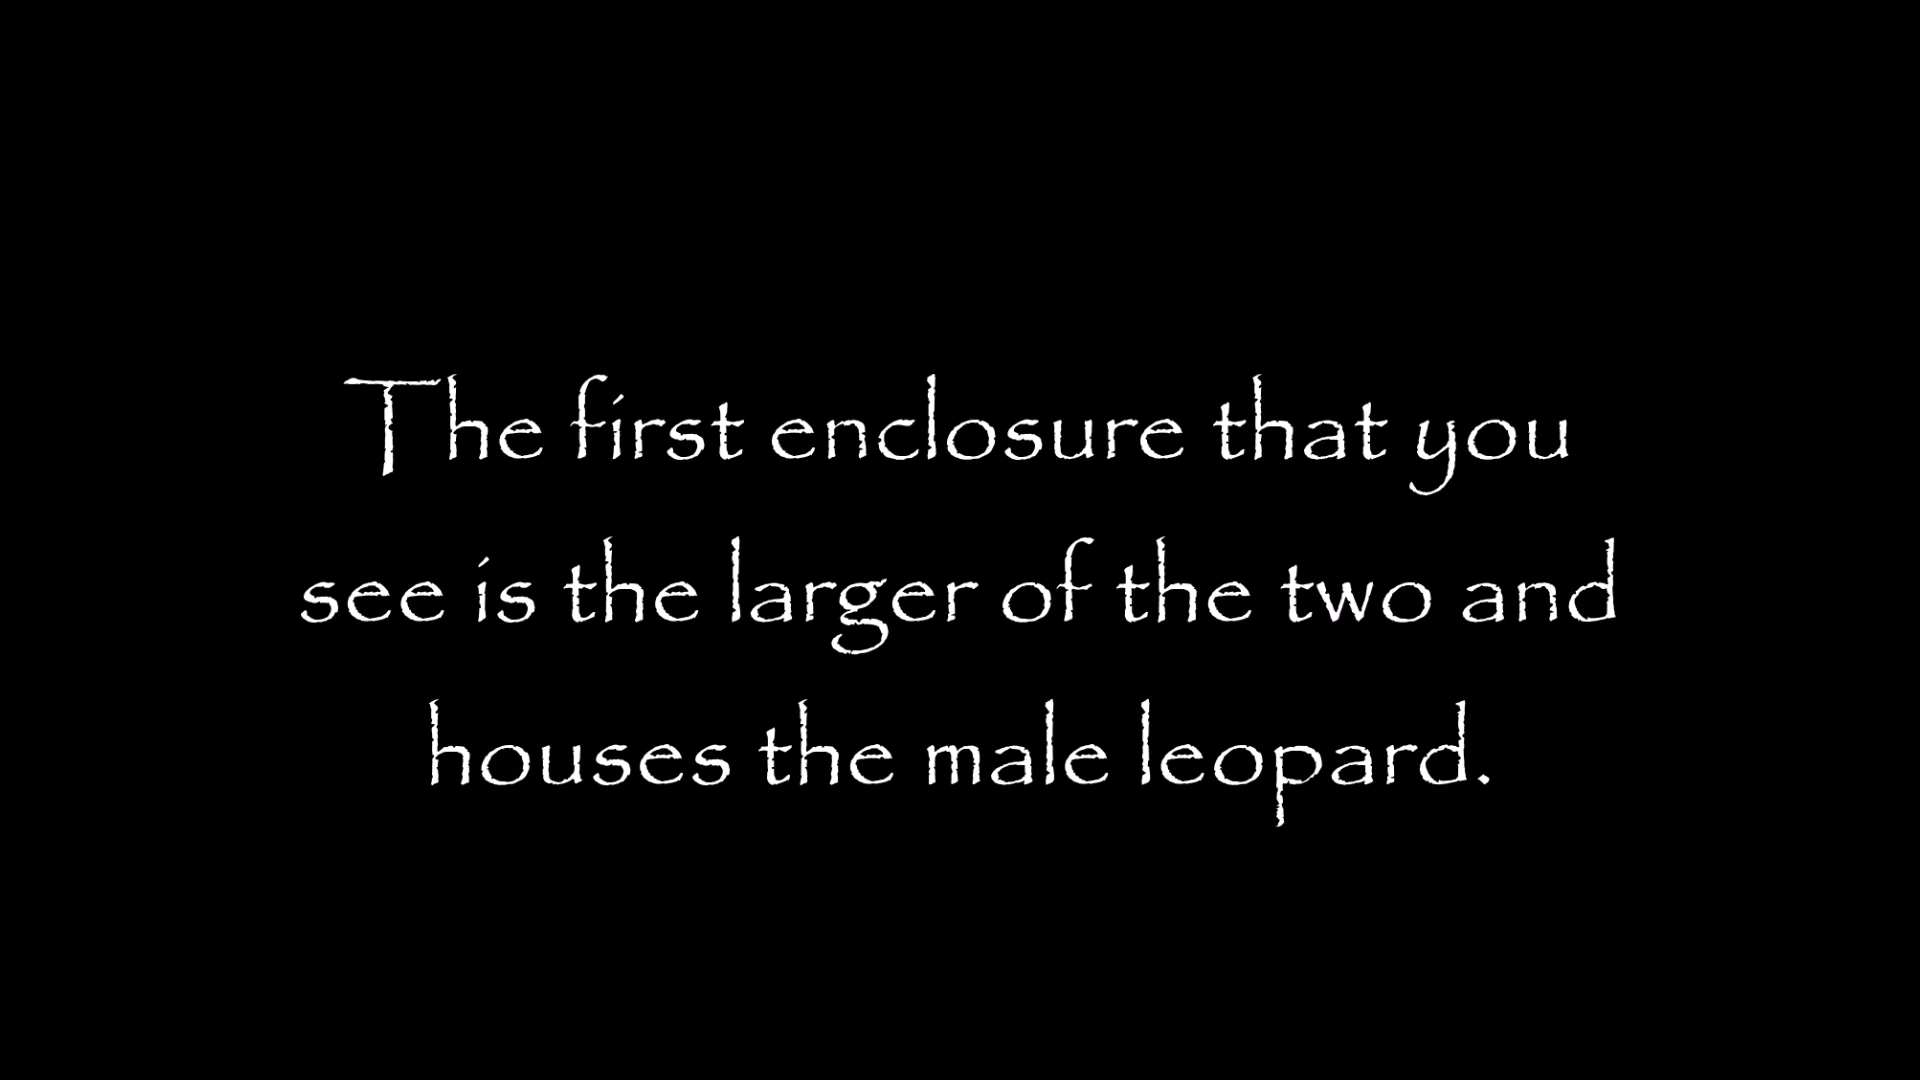 The first enclosure that you
see is the larger of the two and
houses the male leopard.